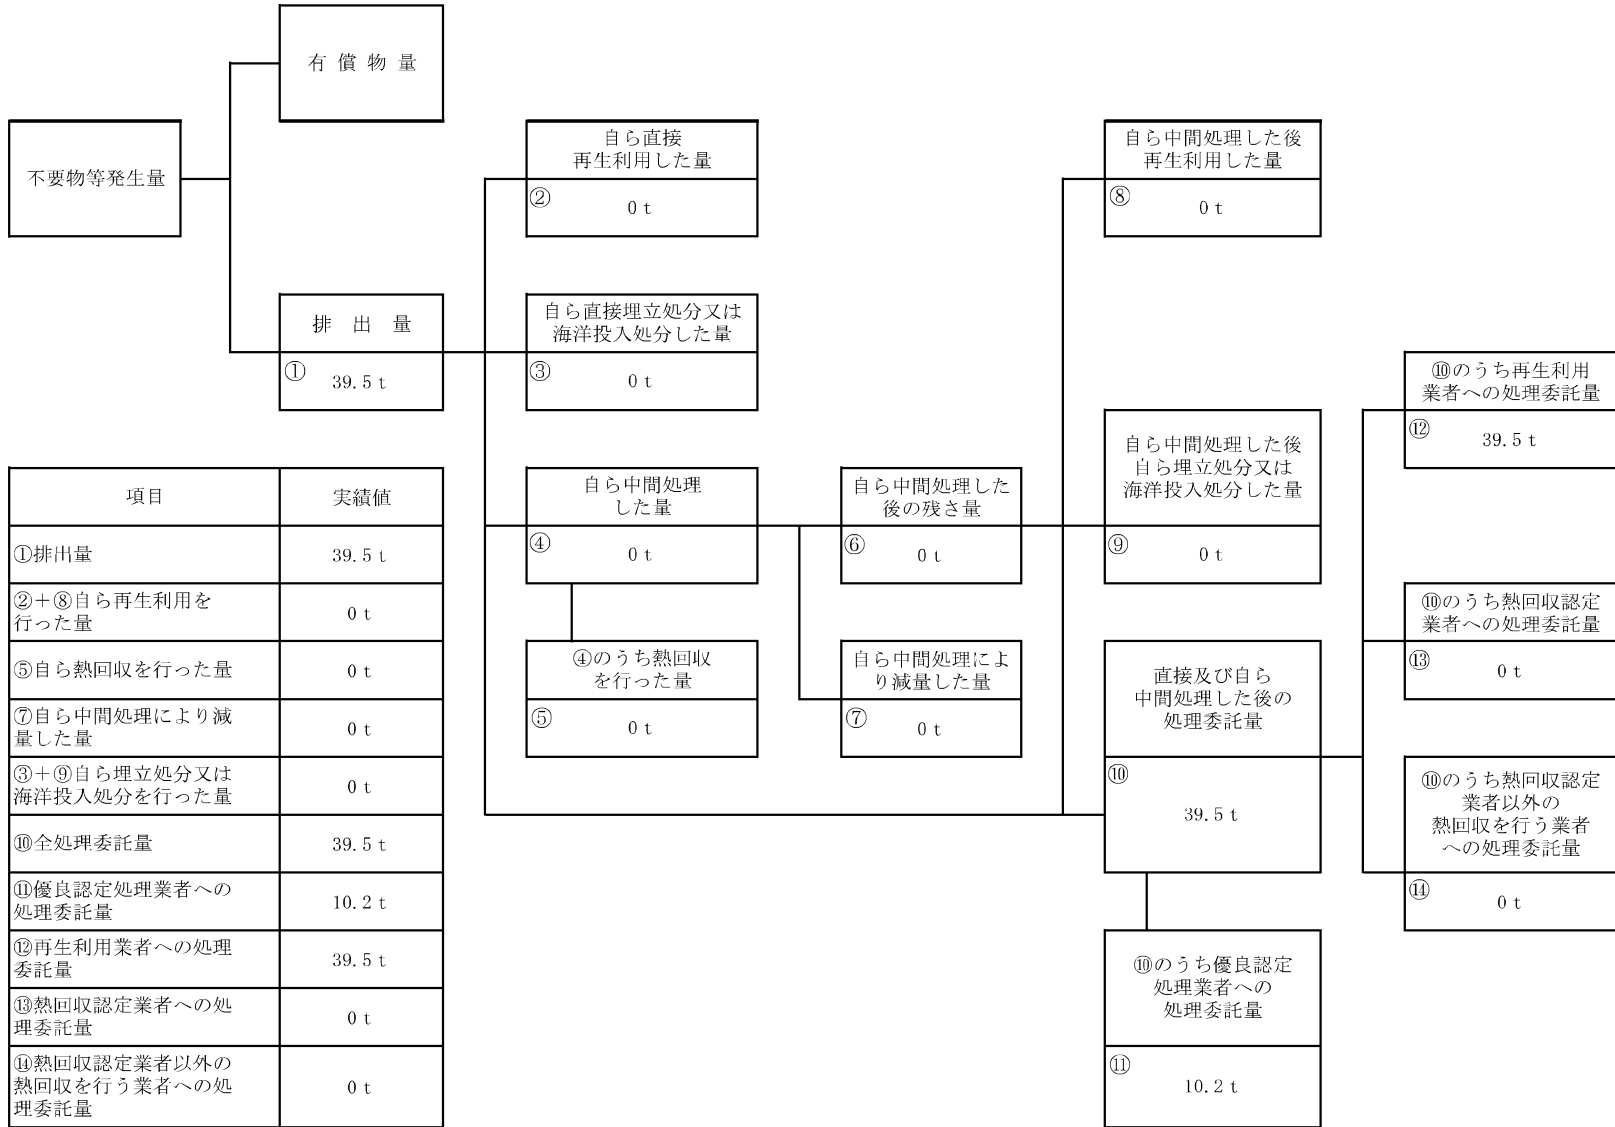 有 償 物 量
不要物等発生量
自ら直接
再生利用した量
②
0 t
自ら中間処理した後
再生利用した量
⑧
0 t
排 出 量
①
39.5 t
自ら直接埋立処分又は
海洋投入処分した量
③
0 t
⑩のうち再生利用
業者への処理委託量
⑫
39.5 t
自ら中間処理
した量
④
0 t
自ら中間処理した
後の残さ量
⑥
0 t
自ら中間処理した後
自ら埋立処分又は
海洋投入処分した量
⑨
0 t
④のうち熱回収
を行った量
⑤
0 t
自ら中間処理によ
り減量した量
⑦
0 t
直接及び自ら
中間処理した後の
処理委託量
⑩
39.5 t
⑩のうち熱回収認定
業者への処理委託量
⑬
0 t
⑩のうち熱回収認定
業者以外の
熱回収を行う業者
への処理委託量
⑭
0 t
⑩のうち優良認定
処理業者への
処理委託量
⑪
10.2 t
項目 実績値
①排出量 39.5 t
②+⑧自ら再生利用を
行った量
0 t
⑤自ら熱回収を行った量 0 t
⑦自ら中間処理により減
量した量
0 t
③+⑨自ら埋立処分又は
海洋投入処分を行った量
0 t
⑩全処理委託量 39.5 t
⑪優良認定処理業者への
処理委託量
10.2 t
⑫再生利用業者への処理
委託量
39.5 t
⑬熱回収認定業者への処
理委託量
0 t
⑭熱回収認定業者以外の
熱回収を行う業者への処
理委託量
0 t